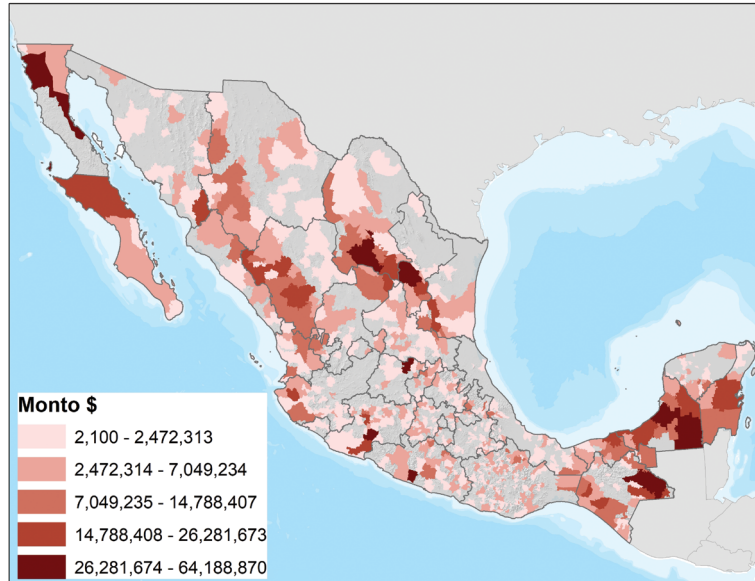 Monto $
2,100 - 2,472,313
2,472,314 - 7,049,234
7,049,235 - 14,788,407
14,788,408 - 26,281,673
26,281,674 - 64,188,870